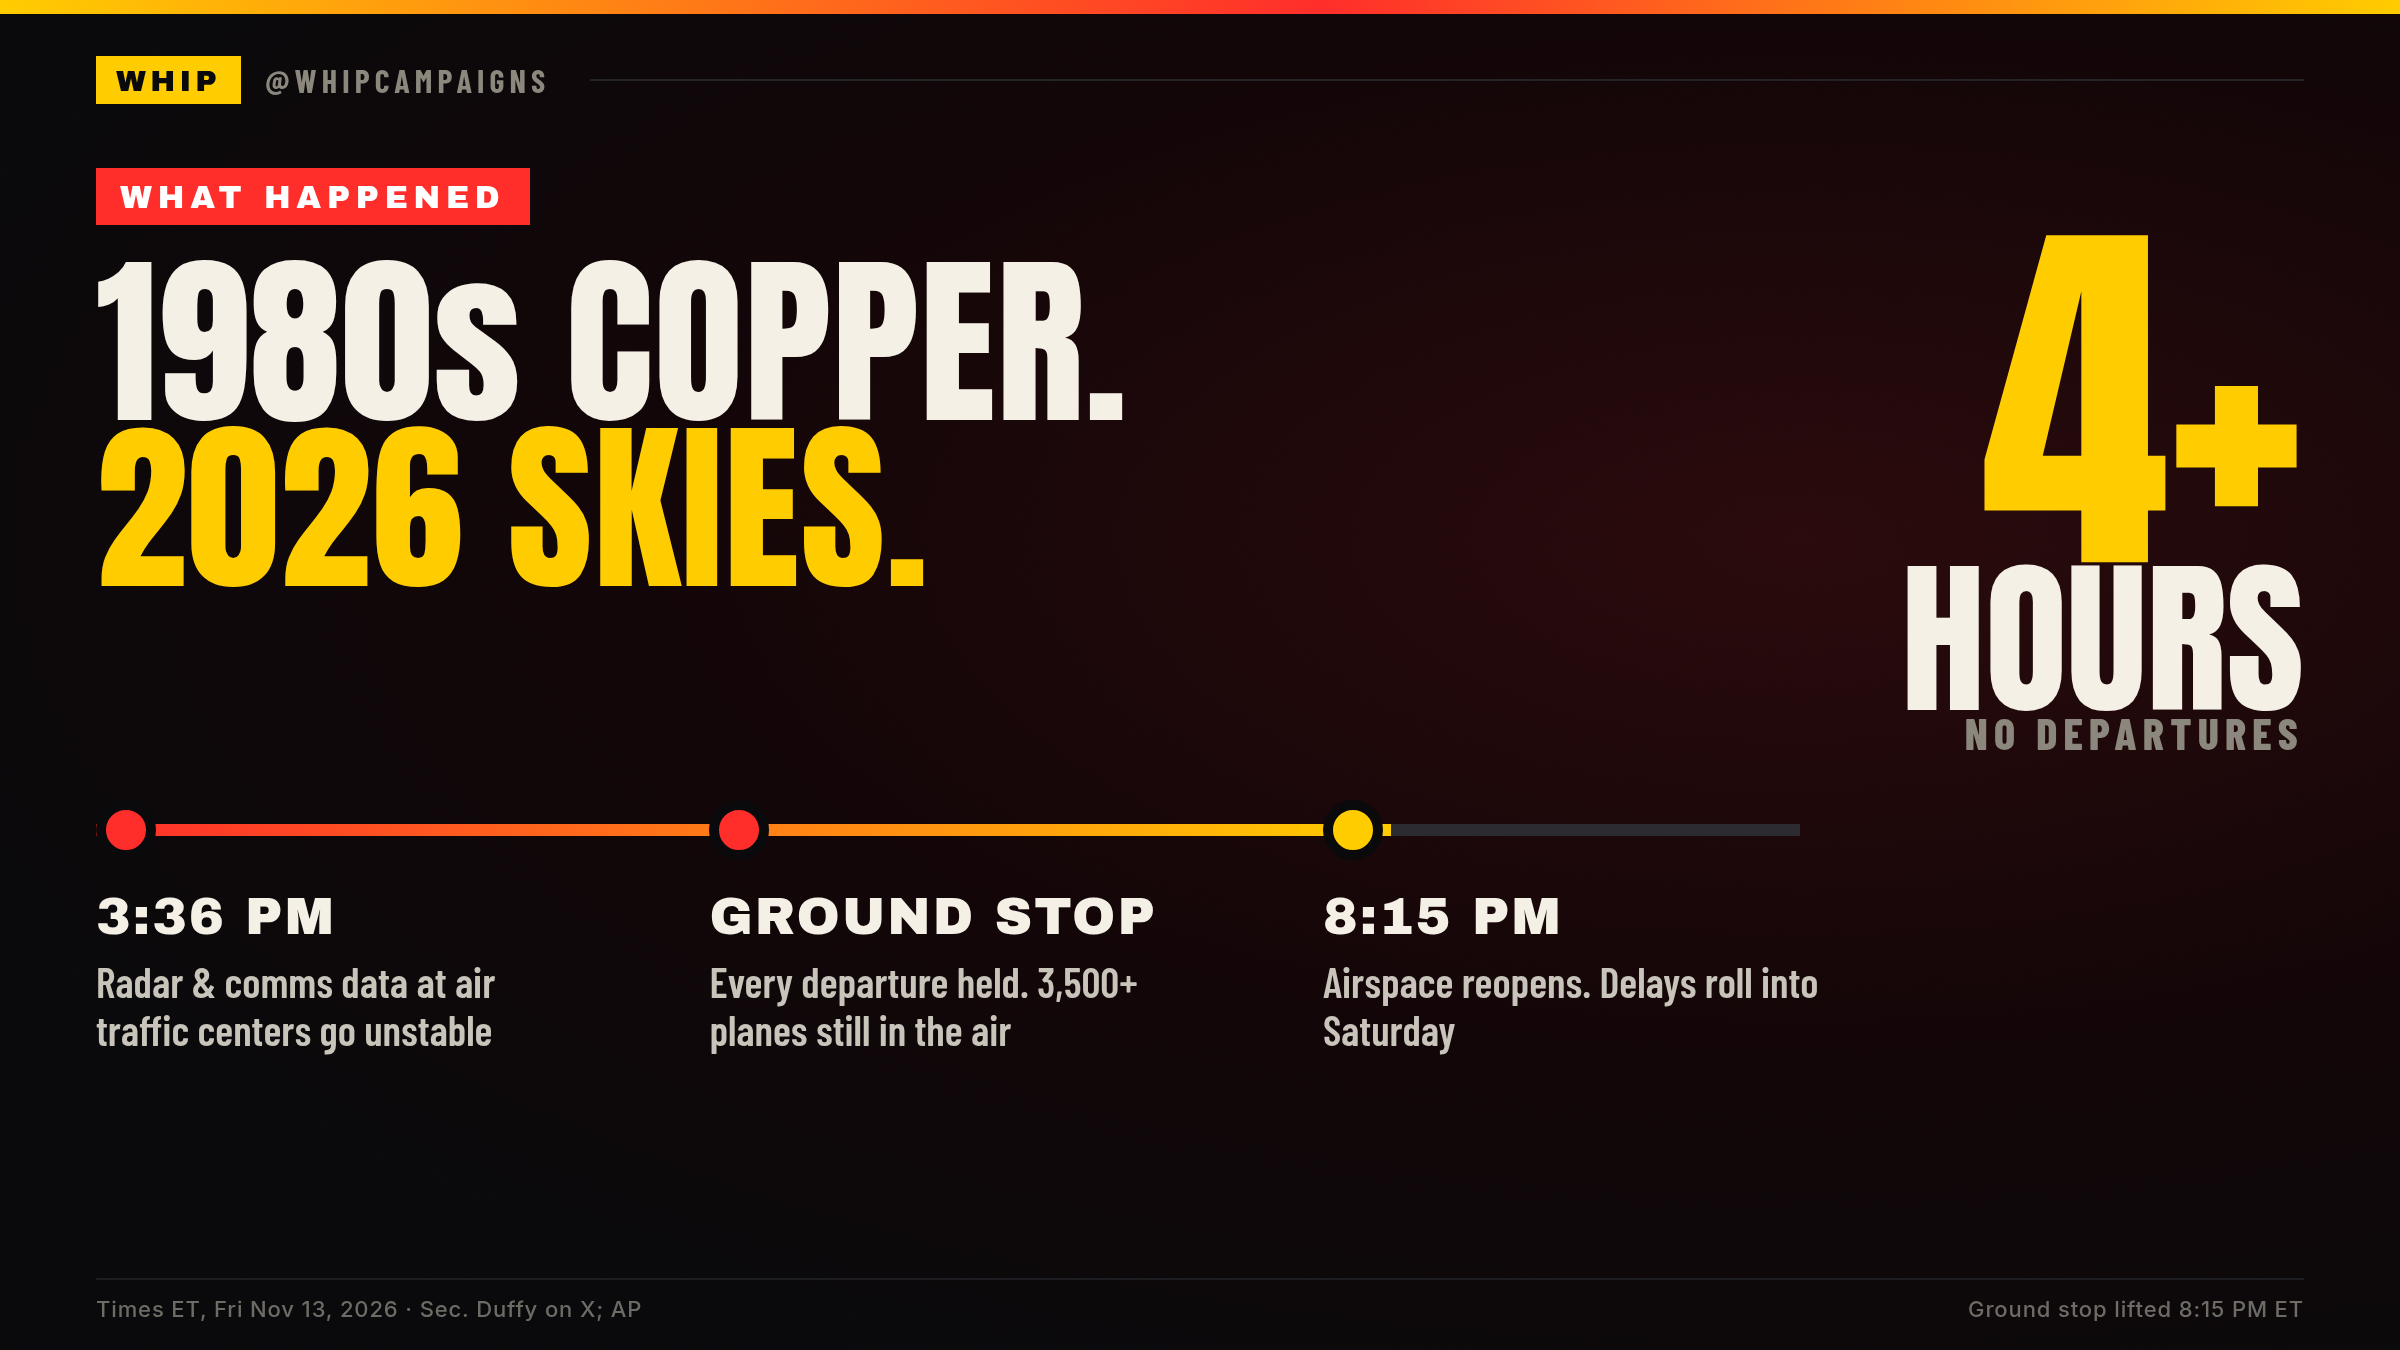 WHIP @WHIPCAMPAIGNS
WHAT HAPPENED
1980s COPPER.
2026 SKIES.
4+
HOURS
NO DEPARTURES
3:36 PM
Radar & comms data at air
traffic centers go unstable
GROUND STOP
Every departure held. 3,500+
planes still in the air
8:15 PM
Airspace reopens. Delays roll into
Saturday
Times ET, Fri Nov 13, 2026 · Sec. Duffy on X; AP
Ground stop lifted 8:15 PM ET